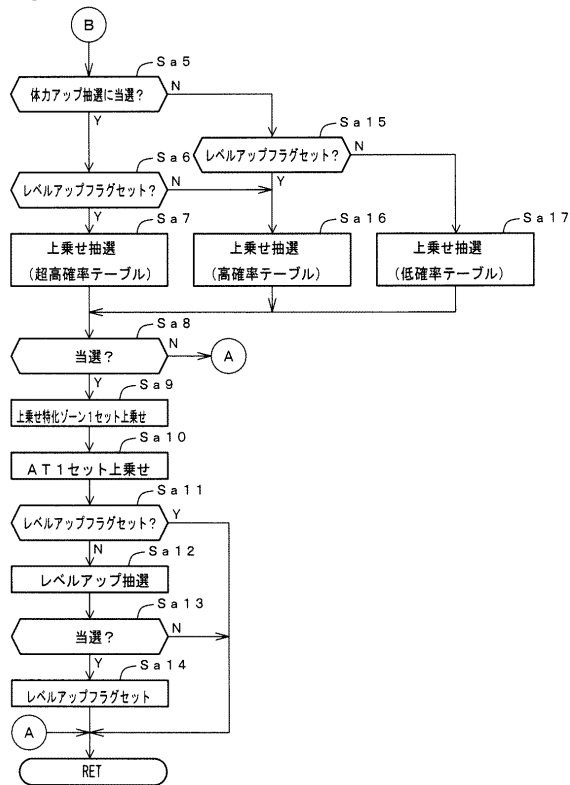 B
Ｓａ５
体力アップ抽選に当選？
N
Y
Ｓａ１５
レベルアップフラグセット？
N
Y
Ｓａ６
レベルアップフラグセット？
N
Y
Ｓａ７
上乗せ抽選
（超高確率テーブル）
Ｓａ１６
上乗せ抽選
（高確率テーブル）
Ｓａ１７
上乗せ抽選
（低確率テーブル）
Ｓａ８
当選？
N
A
Y
Ｓａ９
上乗せ特化ゾーン１セット上乗せ
Ｓａ１０
ＡＴ１セット上乗せ
Ｓａ１１
レベルアップフラグセット？
Y
N
Ｓａ１２
レベルアップ抽選
Ｓａ１３
当選？
N
Y
Ｓａ１４
レベルアップフラグセット
A
RET